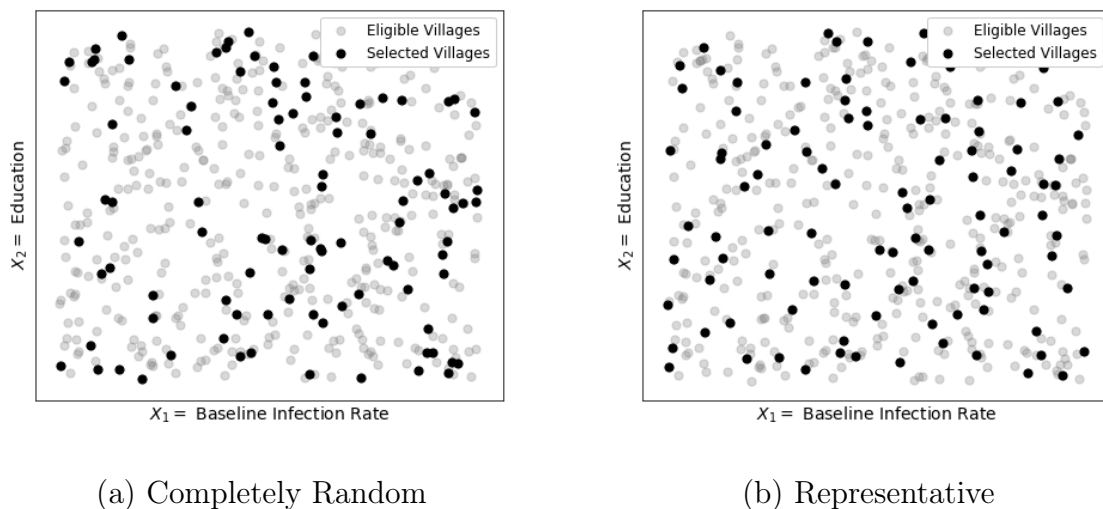 Eligible Villages
Selected Villages
X₂ = Education
X₁ = Baseline Infection Rate
(a) Completely Random
Eligible Villages
Selected Villages
X₂ = Education
X₁ = Baseline Infection Rate
(b) Representative